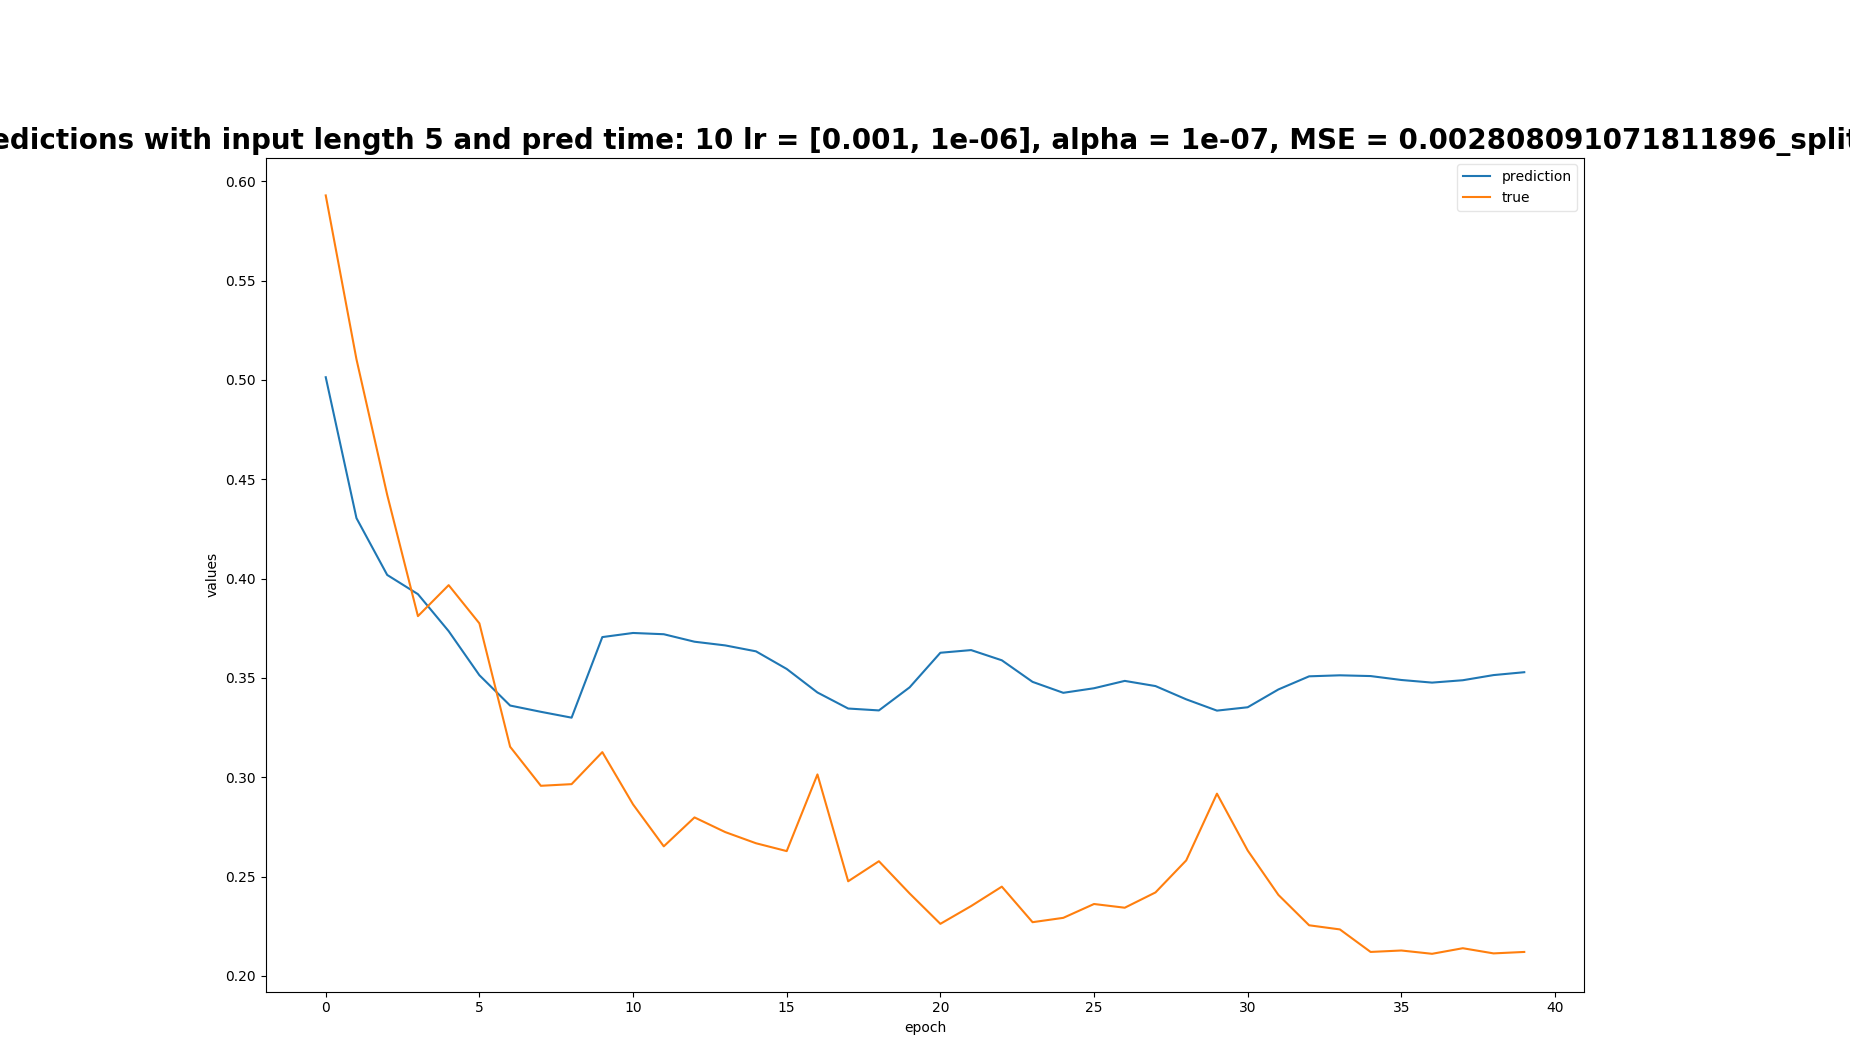 edictions with input length 5 and pred time: 10 lr = [0.001, 1e-06], alpha = 1e-07, MSE = 0.002808091071811896_split
prediction
true
0.60
0.55
0.50
0.45
0.40
0.35
0.30
0.25
0.20
values
0 5 10 15 20 25 30 35 40
epoch